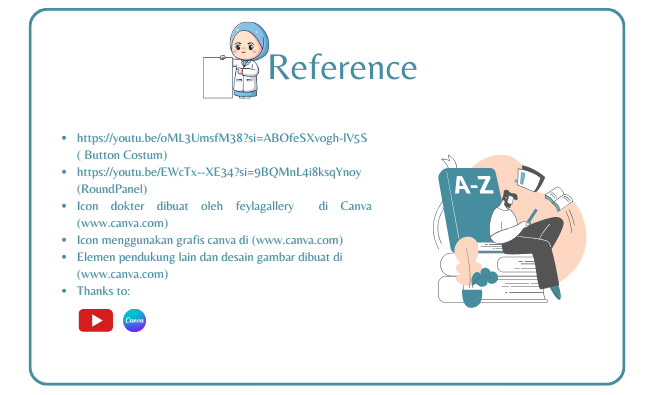 Reference
• https://youtu.be/oML3UmsfM38?si=ABOfeSXvogh-lV5S
( Button Costum)
• https://youtu.be/EWcTx--XE34?si=9BQMnL4i8ksqYnoy
(RoundPanel)
• Icon dokter dibuat oleh feylagallery di Canva
(www.canva.com)
• Icon menggunakan grafis canva di (www.canva.com)
• Elemen pendukung lain dan desain gambar dibuat di
(www.canva.com)
• Thanks to:
Canva
A-Z